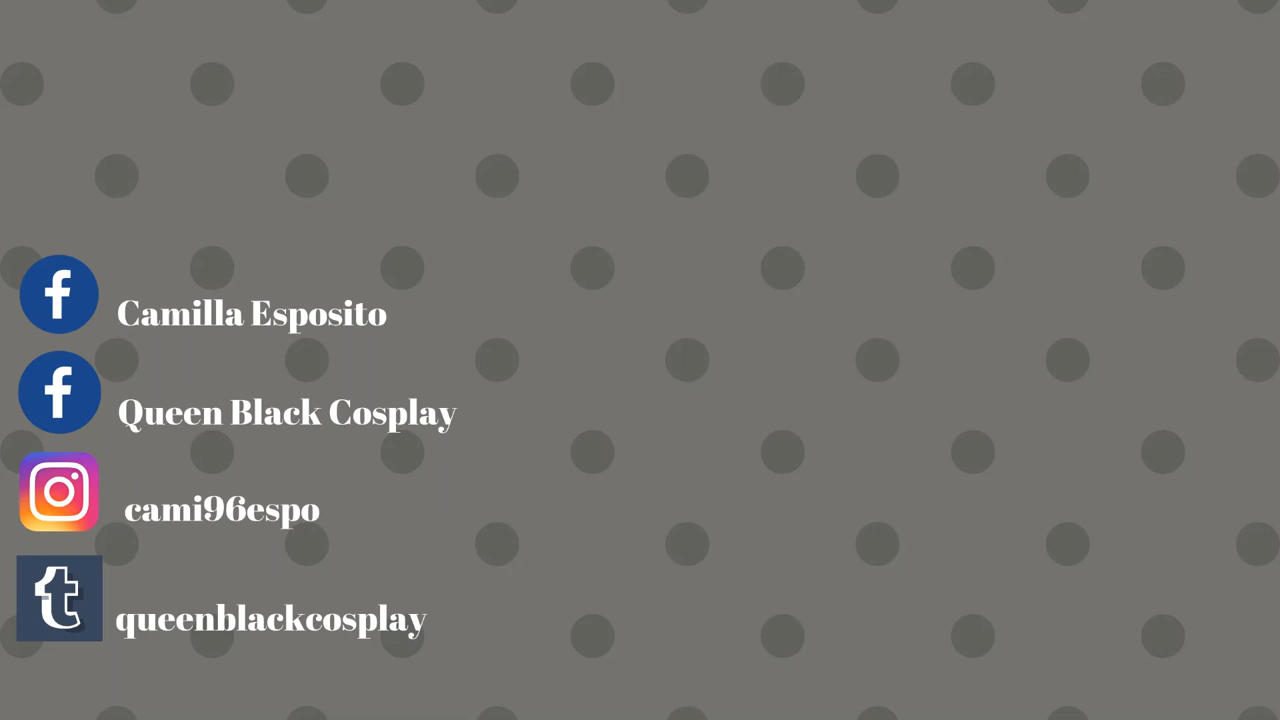 Camilla Esposito
Queen Black Cosplay
cami96espo
queenblackcosplay